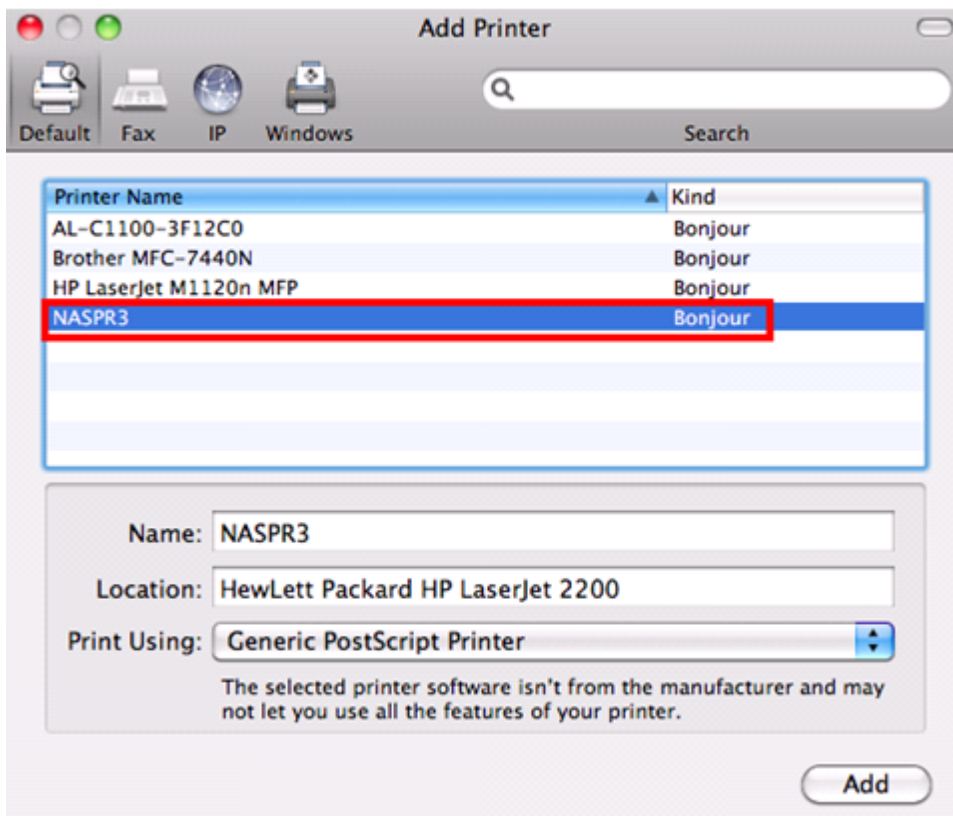 Add Printer
Default Fax IP Windows Search
Printer Name Kind
AL-C1100-3F12C0 Bonjour
Brother MFC-7440N Bonjour
HP LaserJet M1120n MFP Bonjour
NASPR3 Bonjour
Name: NASPR3
Location: HewLett Packard HP LaserJet 2200
Print Using: Generic PostScript Printer
The selected printer software isn't from the manufacturer and may
not let you use all the features of your printer.
Add